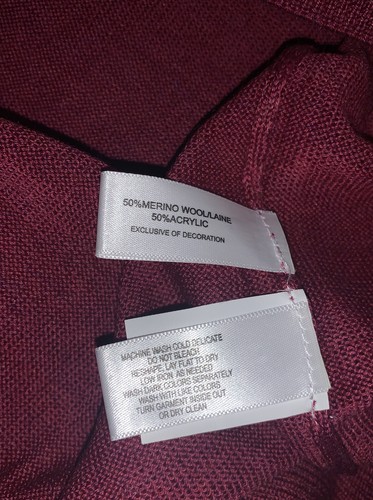 50%MERINO WOOL/LAINE
50%ACRYLIC
EXCLUSIVE OF DECORATION
MACHINE WASH COLD DELICATE
DO NOT BLEACH
RESHAPE, LAY FLAT TO DRY
LOW IRON AS NEEDED
WASH DARK COLORS SEPARATELY
WASH WITH LIKE COLORS
TURN GARMENT INSIDE OUT
OR DRY CLEAN